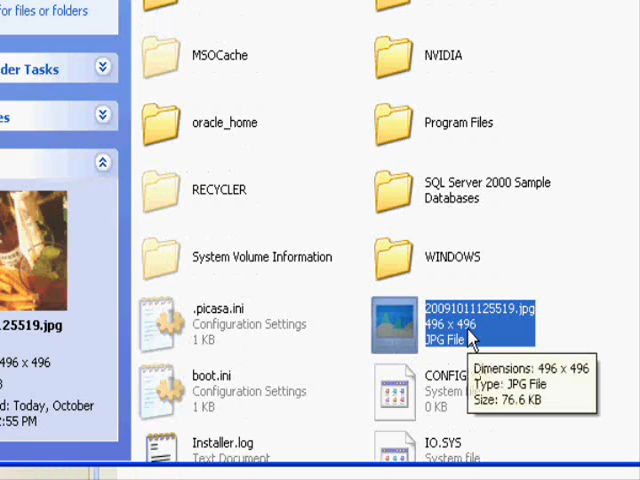 for files or folders
der Tasks
es
125519.jpg
496 x 496
B
d: Today, October
2:55 PM
MSOCache
NVIDIA
oracle_home
Program Files
RECYCLER
SQL Server 2000 Sample
Databases
System Volume Information
WINDOWS
.picasa.ini
Configuration Settings
1 KB
20091011125519.jpg
496 x 496
JPG File
boot.ini
Configuration Settings
1 KB
CONFIG
System fi
0 KB
Dimensions: 496 x 496
Type: JPG File
Size: 76.6 KB
Installer.log
Text Document
IO.SYS
System file